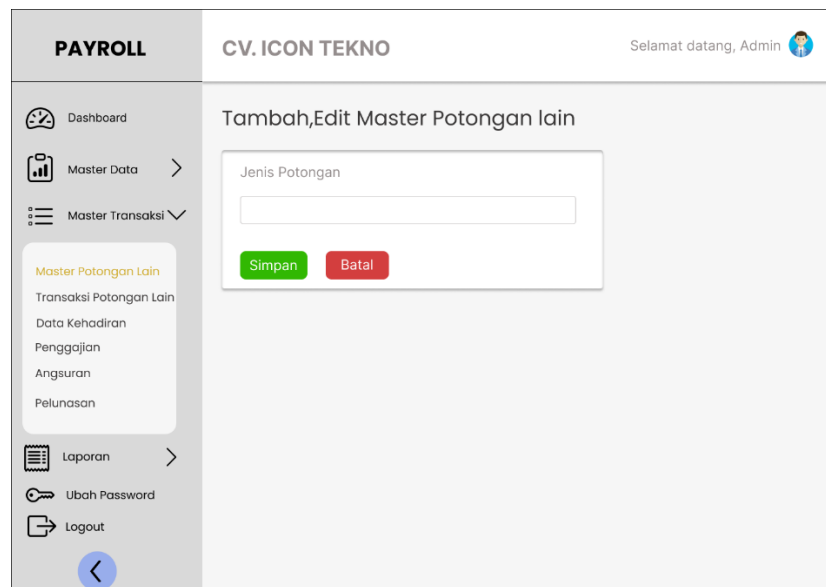 PAYROLL
CV. ICON TEKNO
Selamat datang, Admin
Dashboard
Master Data
Master Transaksi
Master Potongan Lain
Transaksi Potongan Lain
Data Kehadiran
Penggajian
Angsuran
Pelunasan
Laporan
Ubah Password
Logout
Tambah,Edit Master Potongan lain
Jenis Potongan
Simpan
Batal